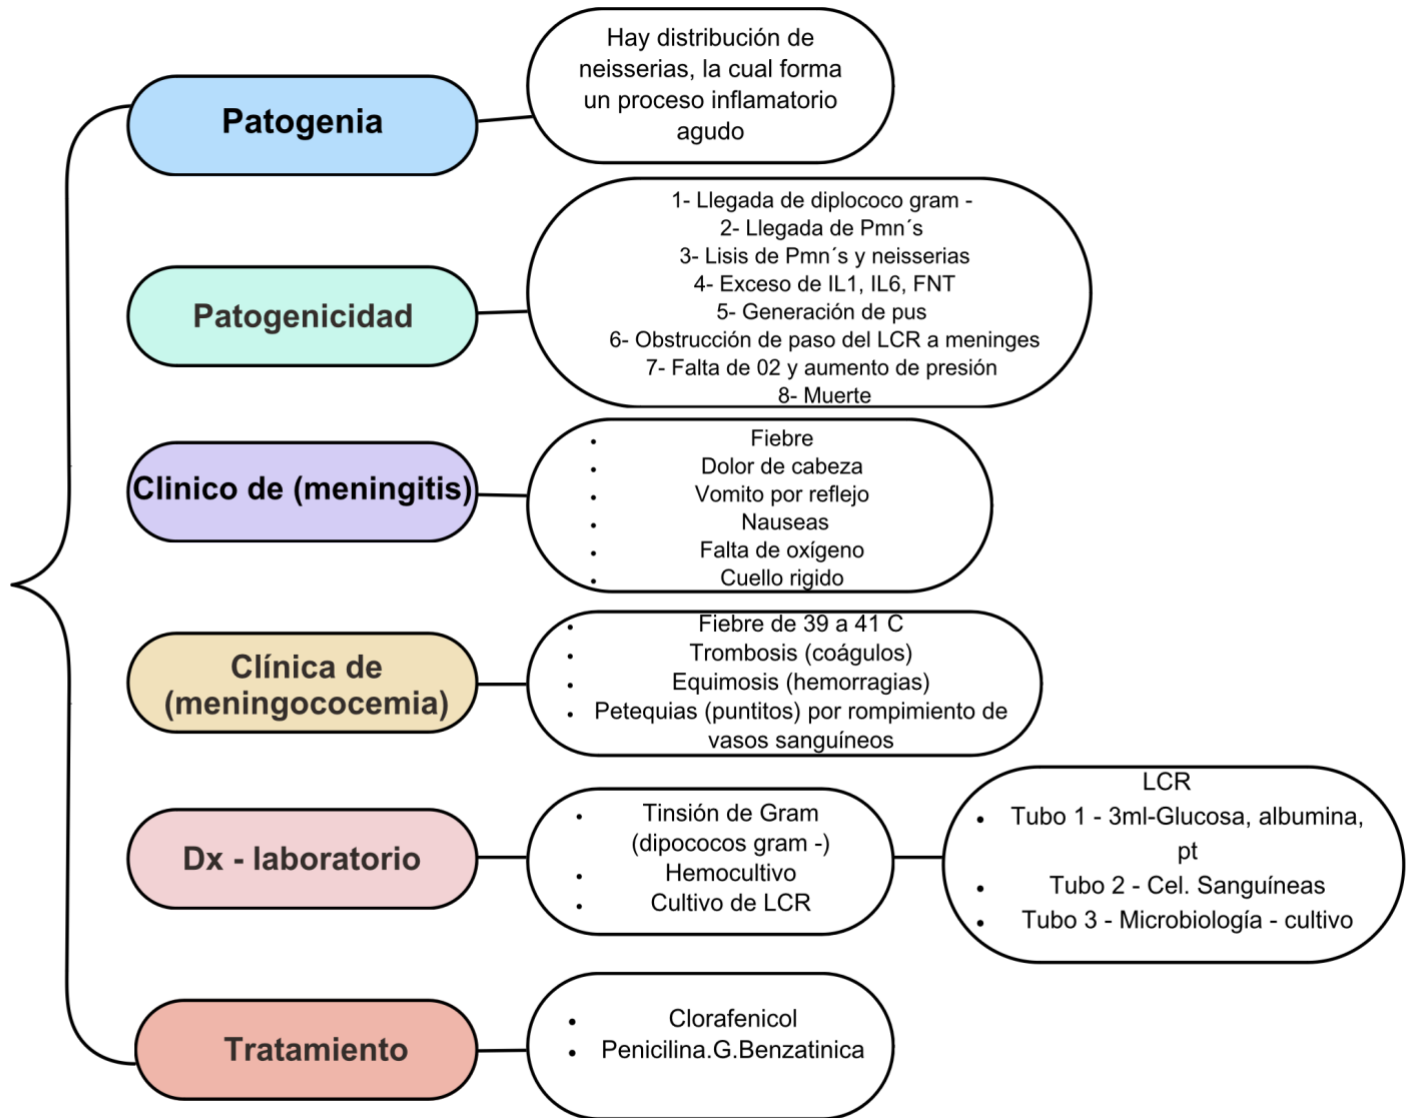 Patogenia
Hay distribución de
neisserias, la cual forma
un proceso inflamatorio
agudo
Patogenicidad
1- Llegada de diplococo gram -
2- Llegada de Pmn´s
3- Lisis de Pmn´s y neisserias
4- Exceso de IL1, IL6, FNT
5- Generación de pus
6- Obstrucción de paso del LCR a meninges
7- Falta de 02 y aumento de presión
8- Muerte
Clinico de (meningitis)
• Fiebre
• Dolor de cabeza
• Vomito por reflejo
• Nauseas
• Falta de oxígeno
• Cuello rigido
Clínica de
(meningococemia)
• Fiebre de 39 a 41 C
• Trombosis (coágulos)
• Equimosis (hemorragias)
• Petequias (puntitos) por rompimiento de
vasos sanguíneos
Dx - laboratorio
• Tinsión de Gram
(dipococos gram -)
• Hemocultivo
• Cultivo de LCR
LCR
• Tubo 1 - 3ml-Glucosa, albumina,
pt
• Tubo 2 - Cel. Sanguíneas
• Tubo 3 - Microbiología - cultivo
Tratamiento
• Clorafenicol
• Penicilina.G.Benzatinica